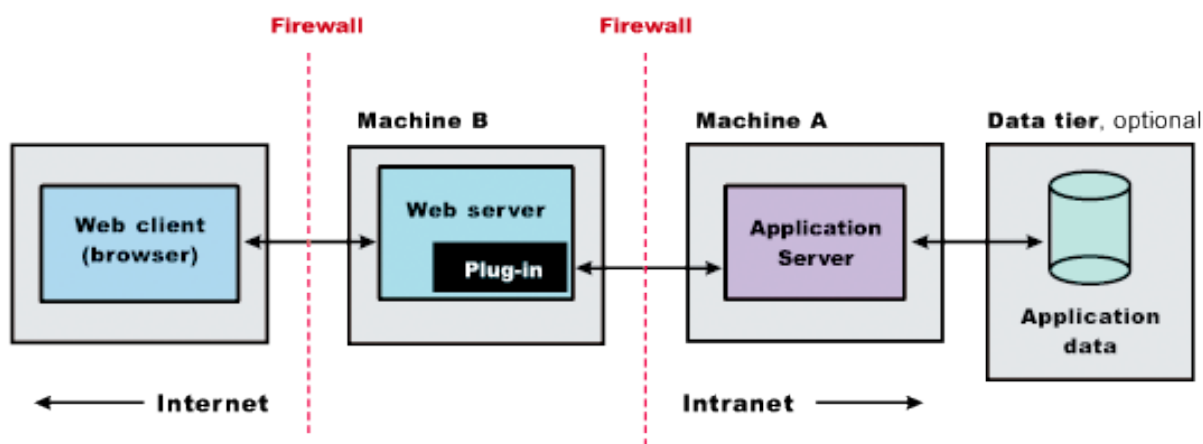 Firewall
Firewall
Machine B
Machine A
Data tier, optional
Web client
(browser)
Web server
Plug-in
Application
Server
Application
data
Internet
Intranet